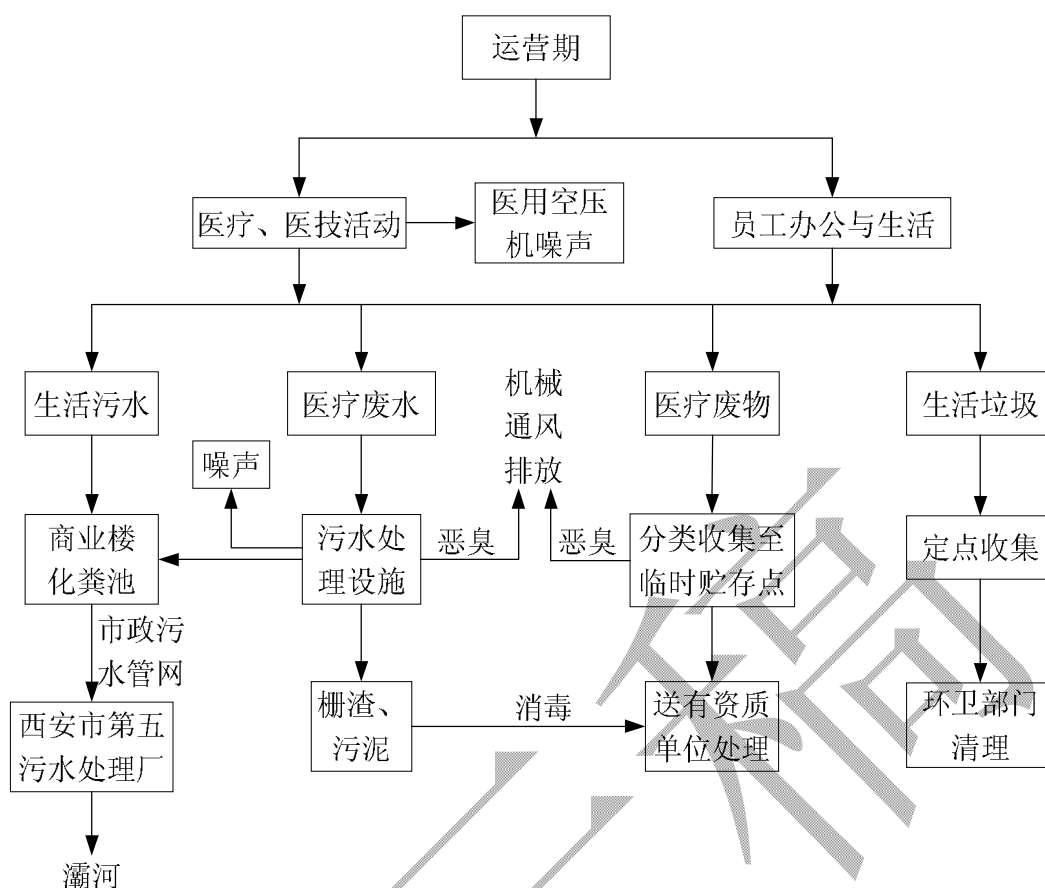 运营期
医疗、医技活动
医用空压
机噪声
员工办公与生活
生活污水
医疗废水
机械
通风
排放
医疗废物
生活垃圾
噪声
商业楼
化粪池
污水处
理设施
恶臭
恶臭
分类收集至
临时贮存点
定点收集
市政污
水管网
栅渣、
污泥
消毒
送有资质
单位处理
环卫部门
清理
西安市第五
污水处理厂
灞河